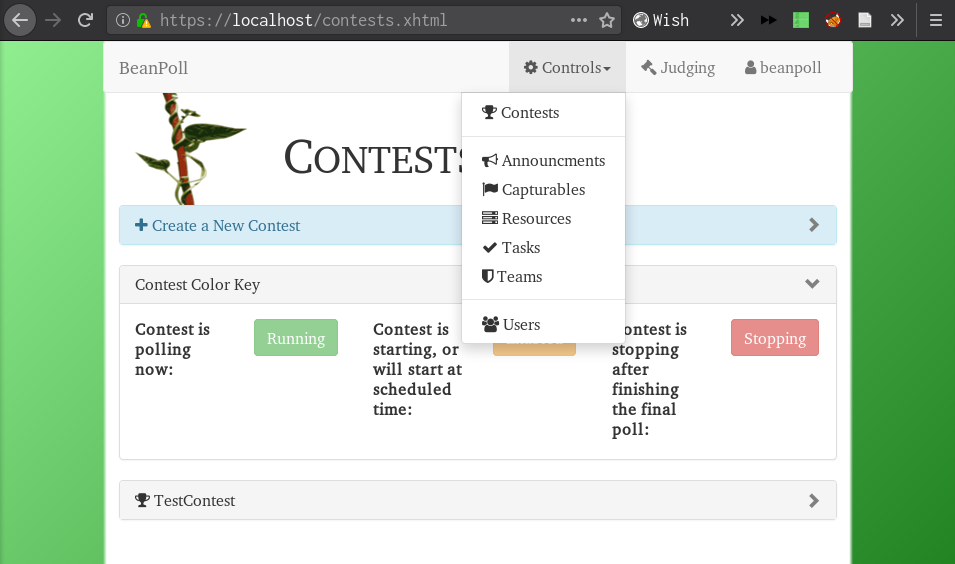 https://localhost/contests.xhtml
Wish
BeanPoll
Controls
Judging
beanpoll
Contests
Announcments
Capturables
Resources
Tasks
Teams
Users
CONTESTS
Create a New Contest
Contest Color Key
Contest is
polling
now:
Running
Contest is
starting, or
will start at
scheduled
time:
Contest is
stopping
after
finishing
the final
poll:
Stopping
TestContest